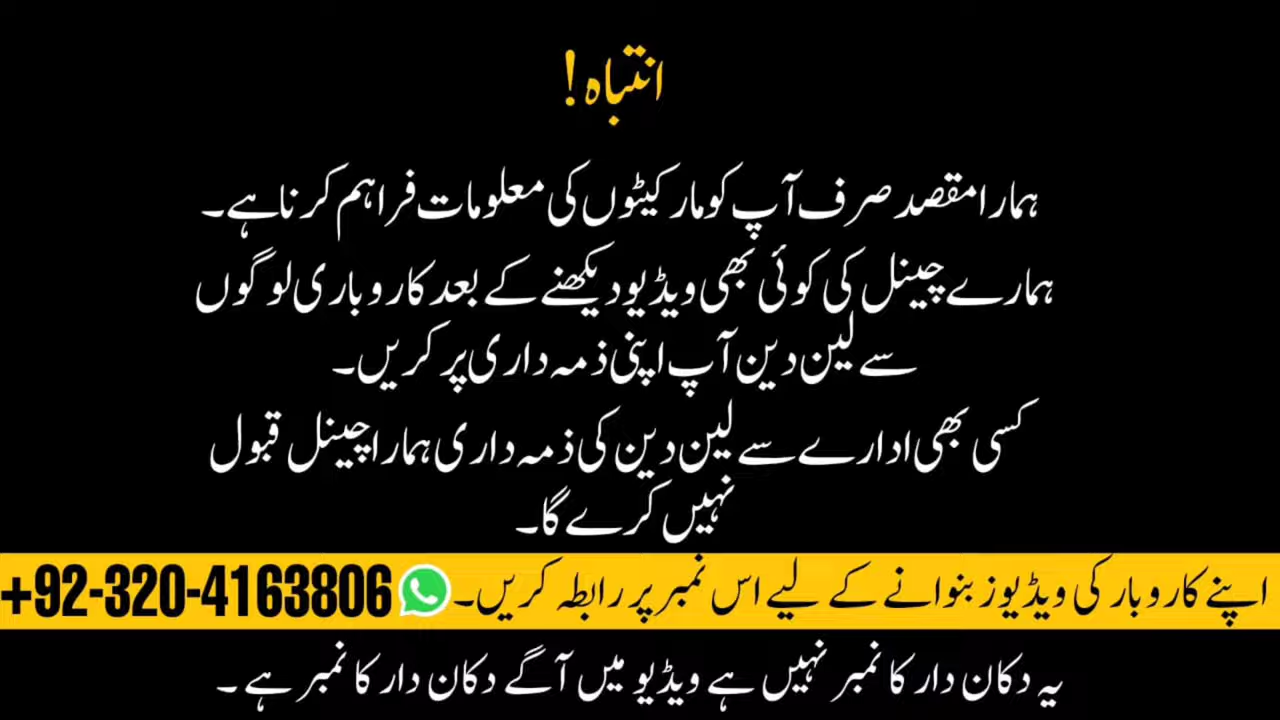 انتباہ!
ہمارا مقصد صرف آپ کو مارکیٹوں کی معلومات فراہم کرنا ہے۔
ہمارے چینل کی کوئی بھی ویڈیو دیکھنے کے بعد کاروباری لوگوں
سے لین دین آپ اپنی ذمہ داری پر کریں۔
کسی بھی ادارے سے لین دین کی ذمہ داری ہمارا چینل قبول
نہیں کرے گا۔
اپنے کاروبار کی ویڈیوز بنوانے کے لیے اس نمبر پر رابطہ کریں۔ +92-320-4163806
یہ دکان دار کا نمبر نہیں ہے ویڈیو میں آگے دکان دار کا نمبر ہے۔